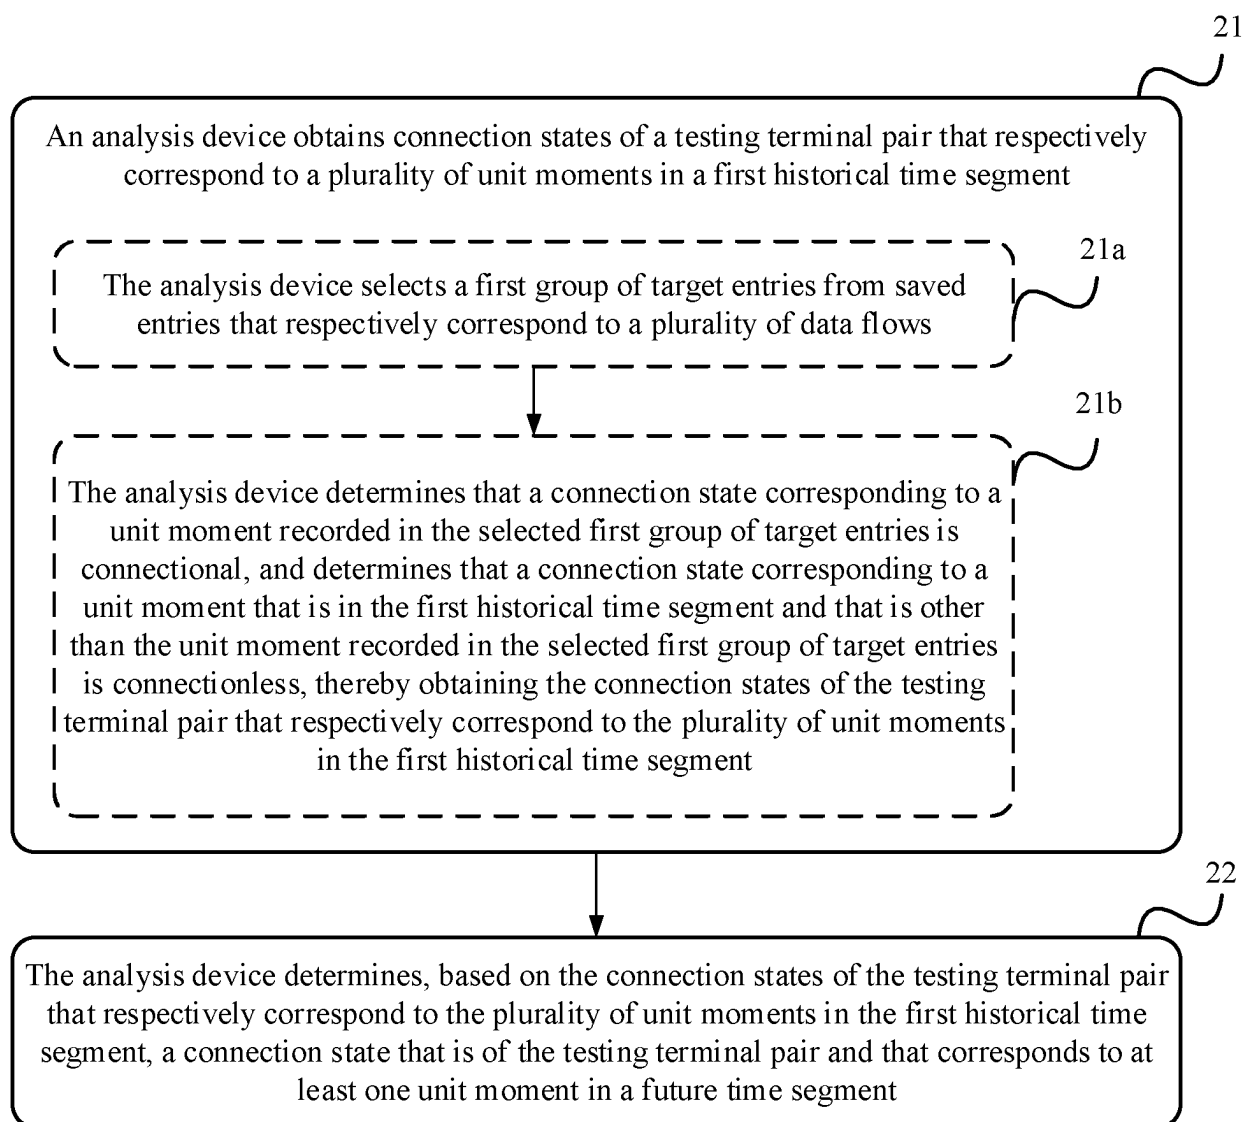 21
An analysis device obtains connection states of a testing terminal pair that respectively
correspond to a plurality of unit moments in a first historical time segment
21a
The analysis device selects a first group of target entries from saved
entries that respectively correspond to a plurality of data flows
21b
The analysis device determines that a connection state corresponding to a
unit moment recorded in the selected first group of target entries is
connectional, and determines that a connection state corresponding to a
unit moment that is in the first historical time segment and that is other
than the unit moment recorded in the selected first group of target entries
is connectionless, thereby obtaining the connection states of the testing
terminal pair that respectively correspond to the plurality of unit moments
in the first historical time segment
22
The analysis device determines, based on the connection states of the testing terminal pair
that respectively correspond to the plurality of unit moments in the first historical time
segment, a connection state that is of the testing terminal pair and that corresponds to at
least one unit moment in a future time segment